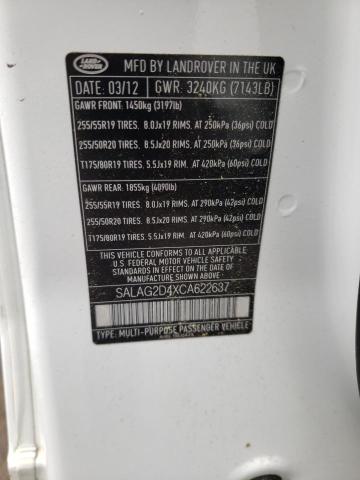 LAND ROVER
MFD BY LANDROVER IN THE UK
DATE: 03/12 GWR: 3240KG (7143LB)
GAWR FRONT: 1450kg (3197lb)
255/55R19 TIRES. 8.0Jx19 RIMS. AT 250kPa (36psi) COLD
255/50R20 TIRES. 8.5Jx20 RIMS. AT 250kPa (36psi) COLD
T175/80R19 TIRES. 5.5Jx19 RIMS. AT 420kPa (60psi) COLD
GAWR REAR: 1855kg (4090lb)
255/55R19 TIRES. 8.0Jx19 RIMS. AT 290kPa (42psi) COLD
255/50R20 TIRES. 8.5Jx20 RIMS. AT 290kPa (42psi) COLD
T175/80R19 TIRES. 5.5Jx19 RIMS. AT 420kPa (60psi) COLD
THIS VEHICLE CONFORMS TO ALL APPLICABLE
U.S. FEDERAL MOTOR VEHICLE SAFETY STANDARDS
IN EFFECT ON THE DATE OF MANUFACTURE
SHOWN ABOVE
SALAG2D4XCA622637
TYPE: MULTI-PURPOSE PASSENGER VEHICLE